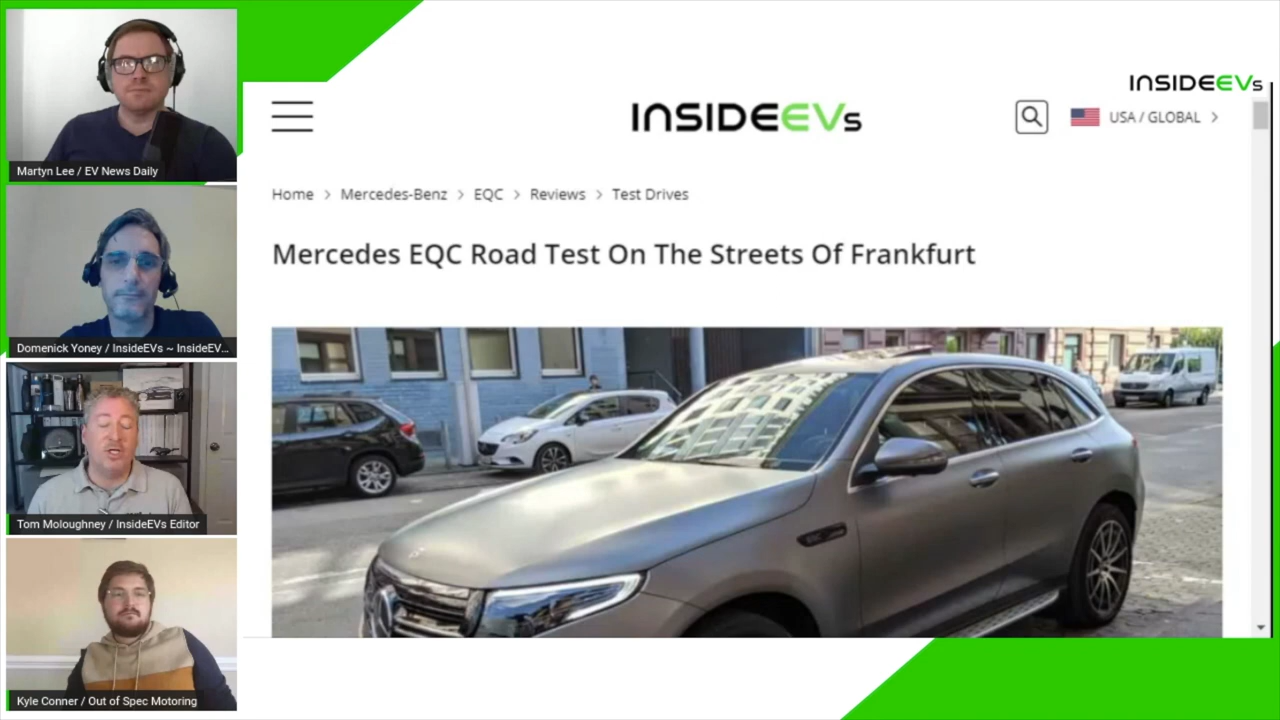 Martyn Lee / EV News Daily
Domenick Yoney / InsideEVs ~ InsideEV...
Tom Moloughney / InsideEVs Editor
Kyle Conner / Out of Spec Motoring
INSIDEEVs
INSIDEEVs
USA / GLOBAL >
Home > Mercedes-Benz > EQC > Reviews > Test Drives
Mercedes EQC Road Test On The Streets Of Frankfurt